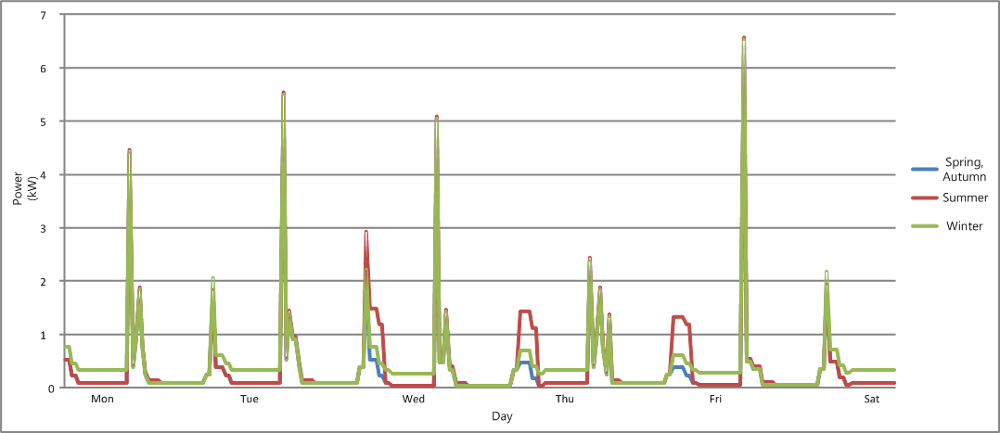 7
6
5
4
3
2
1
0
Power
(kW)
Mon Tue Wed Thu Fri Sat
Day
Spring,
Autumn
Summer
Winter